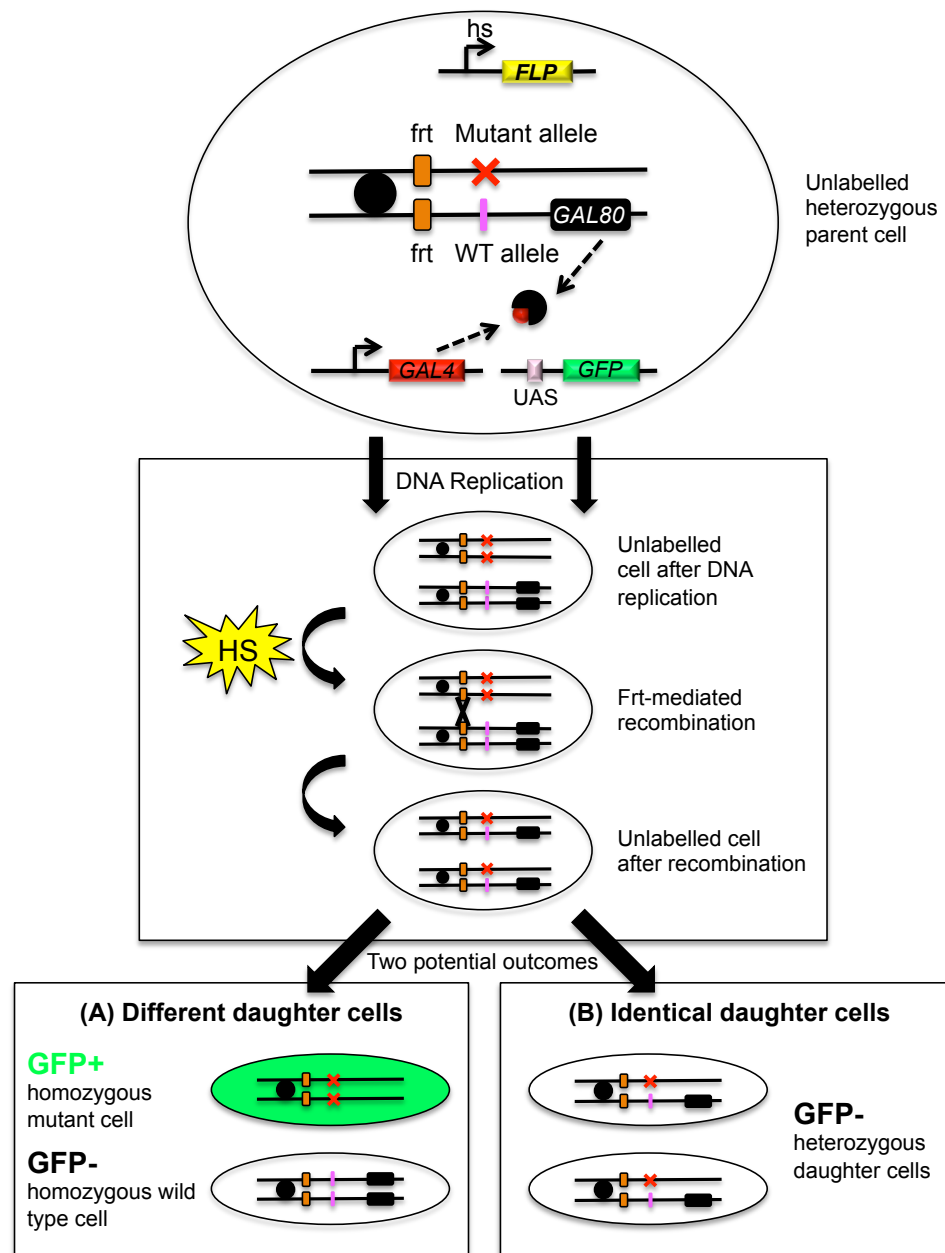 hs
FLP
frt Mutant allele
GAL80
frt WT allele
Unlabelled
heterozygous
parent cell
GAL4
GFP
UAS
DNA Replication
Unlabelled
cell after DNA
replication
HS
Frt-mediated
recombination
Unlabelled cell
after recombination
Two potential outcomes
(A) Different daughter cells
GFP+
homozygous
mutant cell
GFP-
homozygous wild
type cell
(B) Identical daughter cells
GFP-
heterozygous
daughter cells